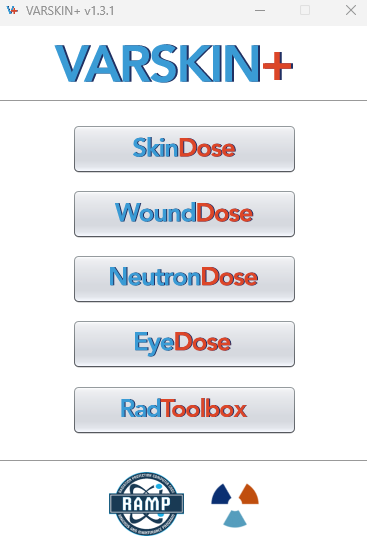 VARSKIN+ v1.3.1
VARSKIN+
SkinDose
WoundDose
NeutronDose
EyeDose
RadToolbox
RAMP